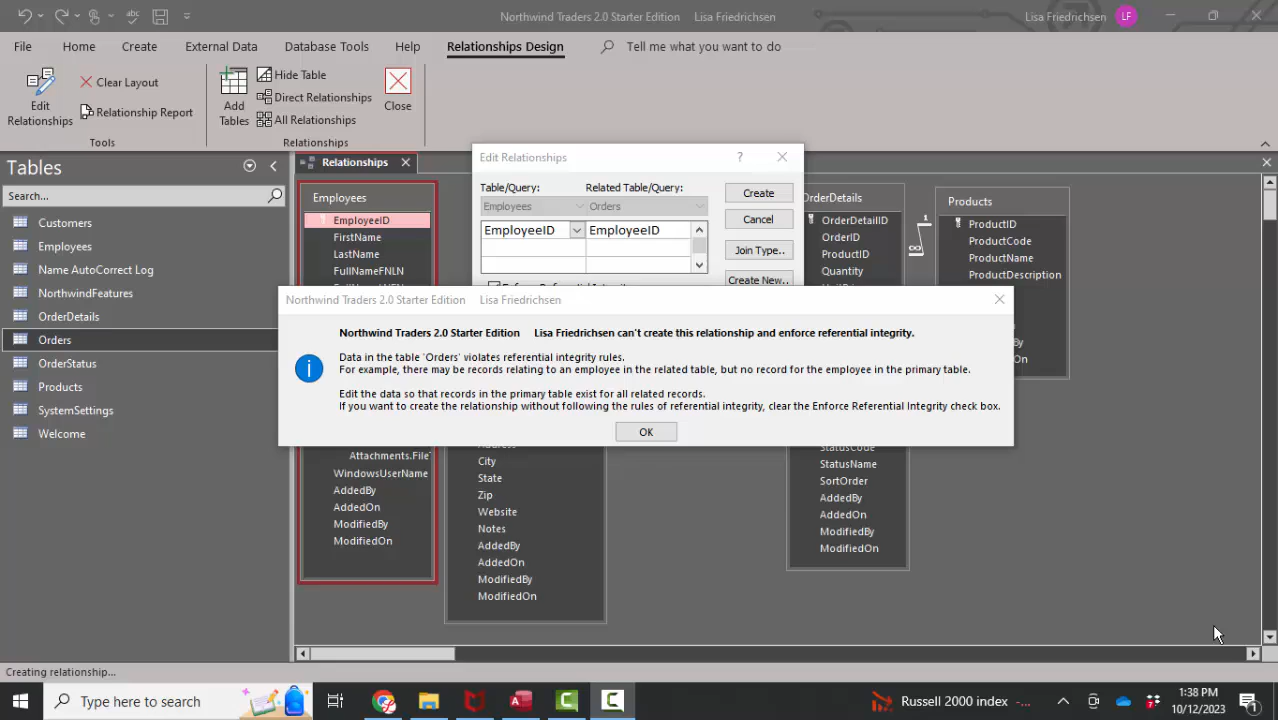 Northwind Traders 2.0 Starter Edition    Lisa Friedrichsen
Lisa Friedrichsen
LF
File
Home
Create
External Data
Database Tools
Help
Relationships Design
Tell me what you want to do
Edit
Relationships
Clear Layout
Relationship Report
Tools
Add
Tables
Hide Table
Direct Relationships
All Relationships
Close
Relationships
Tables
Search...
Customers
Employees
Name AutoCorrect Log
NorthwindFeatures
OrderDetails
Orders
OrderStatus
Products
SystemSettings
Welcome
Relationships
Employees
EmployeeID
FirstName
LastName
FullNameFNLN
Attachments.File
WindowsUserName
AddedBy
AddedOn
ModifiedBy
ModifiedOn
City
State
Zip
Website
Notes
AddedBy
AddedOn
ModifiedBy
ModifiedOn
Edit Relationships
?
Table/Query:
Related Table/Query:
Employees
Orders
EmployeeID
EmployeeID
Create
Cancel
Join Type..
Create New..
OrderDetails
OrderDetailID
OrderID
ProductID
Quantity
1
∞
Products
ProductID
ProductCode
ProductName
ProductDescription
StatusCode
StatusName
SortOrder
AddedBy
AddedOn
ModifiedBy
ModifiedOn
Northwind Traders 2.0 Starter Edition    Lisa Friedrichsen
Northwind Traders 2.0 Starter Edition    Lisa Friedrichsen can't create this relationship and enforce referential integrity.
Data in the table 'Orders' violates referential integrity rules.
For example, there may be records relating to an employee in the related table, but no record for the employee in the primary table.
Edit the data so that records in the primary table exist for all related records.
If you want to create the relationship without following the rules of referential integrity, clear the Enforce Referential Integrity check box.
OK
Creating relationship...
Type here to search
Russell 2000 index
1:38 PM
10/12/2023